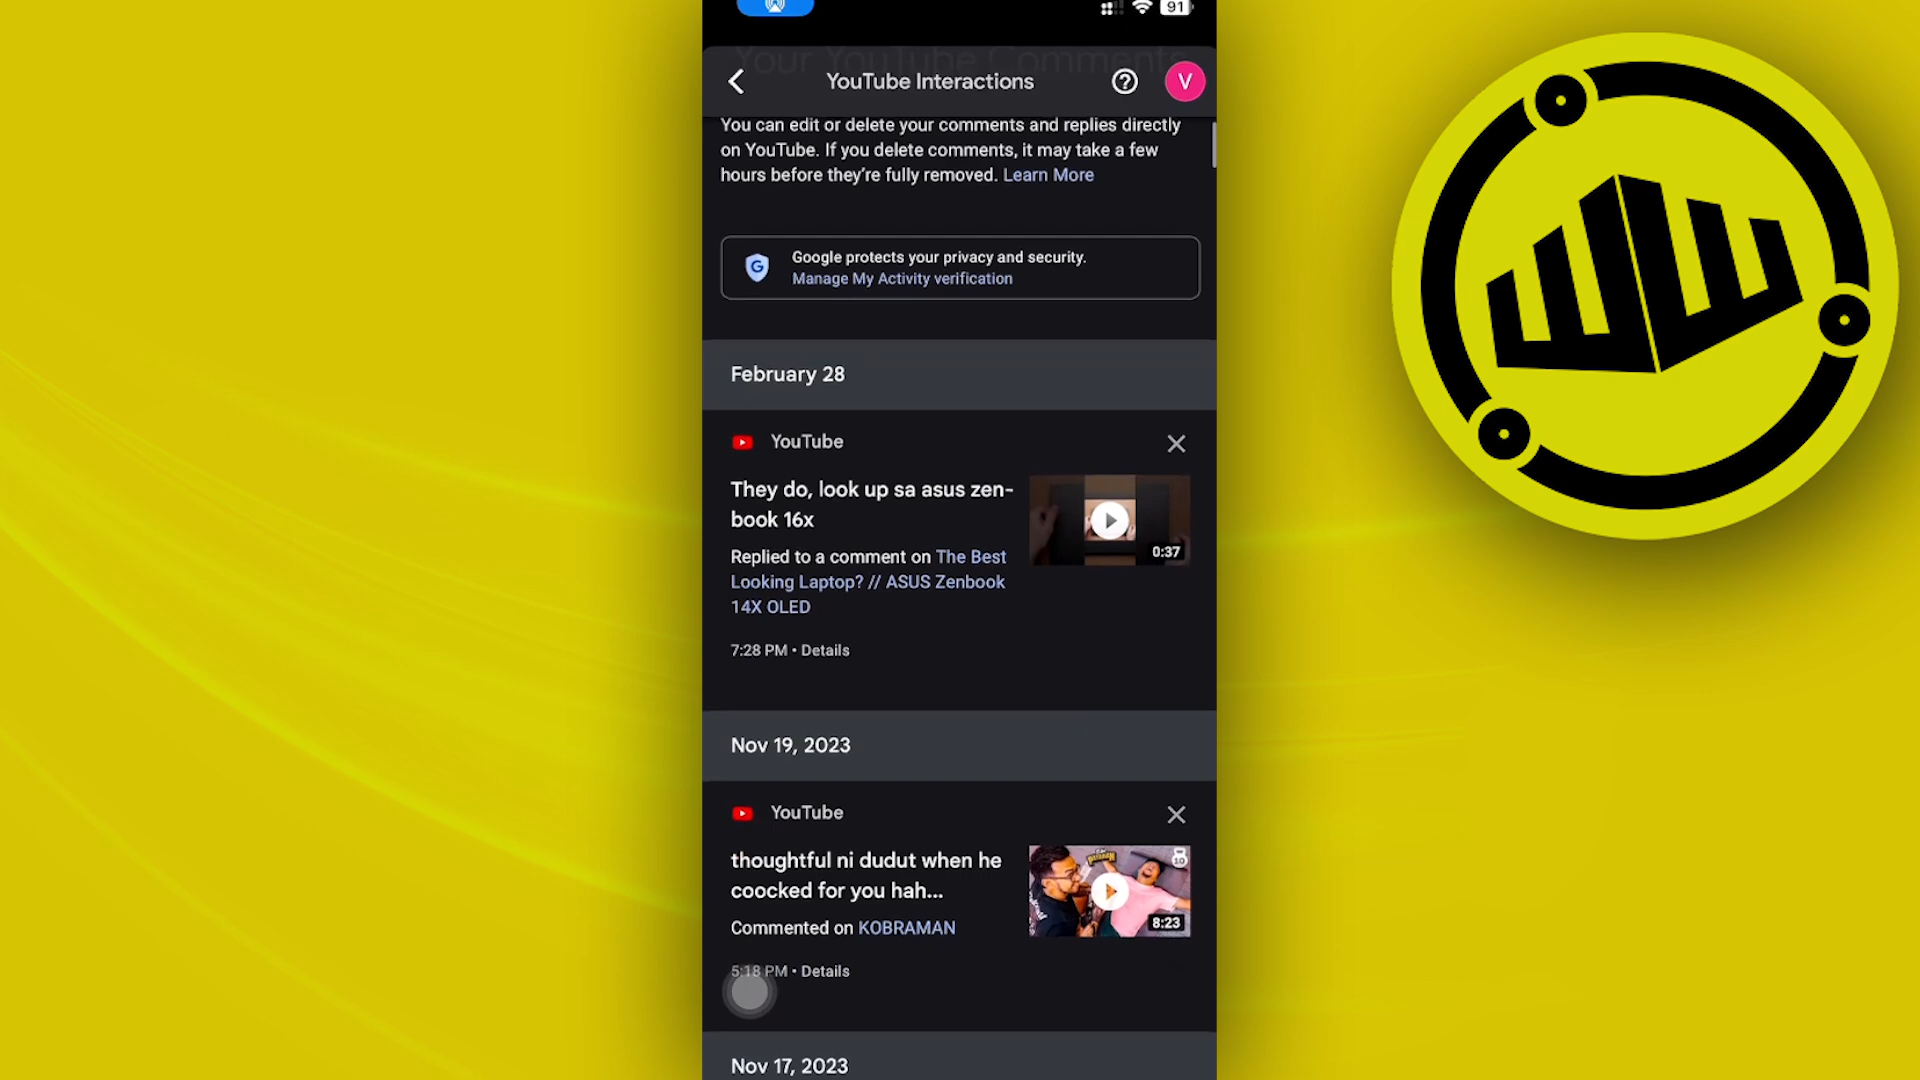 91
Your YouTube Comments
YouTube Interactions
V
You can edit or delete your comments and replies directly
on YouTube. If you delete comments, it may take a few
hours before they're fully removed. Learn More
G
Google protects your privacy and security.
Manage My Activity verification
February 28
YouTube
They do, look up sa asus zen-
book 16x
0:37
Replied to a comment on The Best
Looking Laptop? // ASUS Zenbook
14X OLED
7:28 PM • Details
Nov 19, 2023
YouTube
thoughtful ni dudut when he
coocked for you hah...
10
8:23
Commented on KOBRAMAN
5:18 PM • Details
Nov 17, 2023